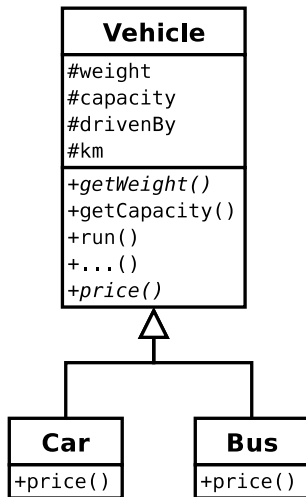 Vehicle
#weight
#capacity
#drivenBy
#km
+getWeight()
+getCapacity()
+run()
+...()
+price()
Car
+price()
Bus
+price()